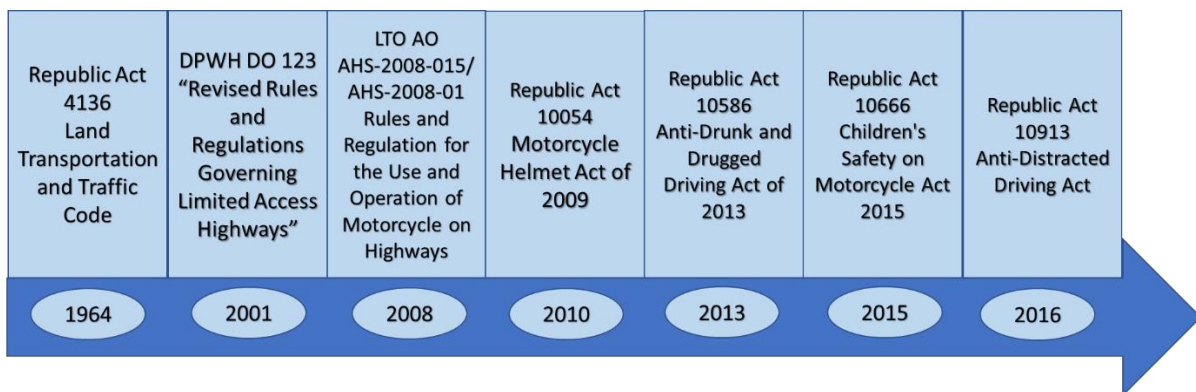 Republic Act
4136
Land
Transportation
and Traffic
Code
DPWH DO 123
“Revised Rules
and
Regulations
Governing
Limited Access
Highways”
LTO AO
AHS-2008-015/
AHS-2008-01
Rules and
Regulation for
the Use and
Operation of
Motorcycle on
Highways
Republic Act
10054 Motorcycle
Helmet Act of
2009
Republic Act
10586
Anti-Drunk and
Drugged
Driving Act of
2013
Republic Act
10666
Children's
Safety on
Motorcycle Act
2015
Republic Act
10913
Anti-Distracted
Driving Act
1964
2001
2008
2010
2013
2015
2016